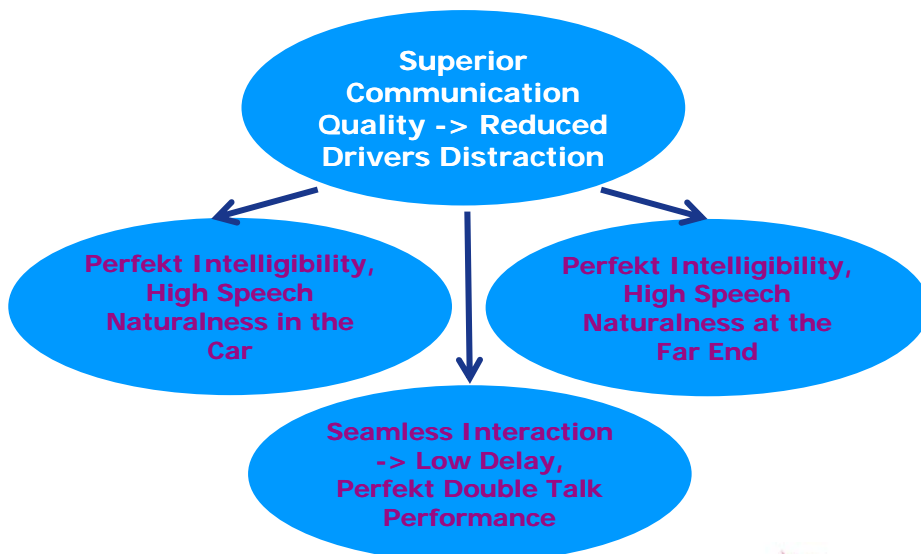 Superior
Communication
Quality -> Reduced
Drivers Distraction
Perfekt Intelligibility,
High Speech
Naturalness in the
Car
Perfekt Intelligibility,
High Speech
Naturalness at the
Far End
Seamless Interaction
-> Low Delay,
Perfekt Double Talk
Performance